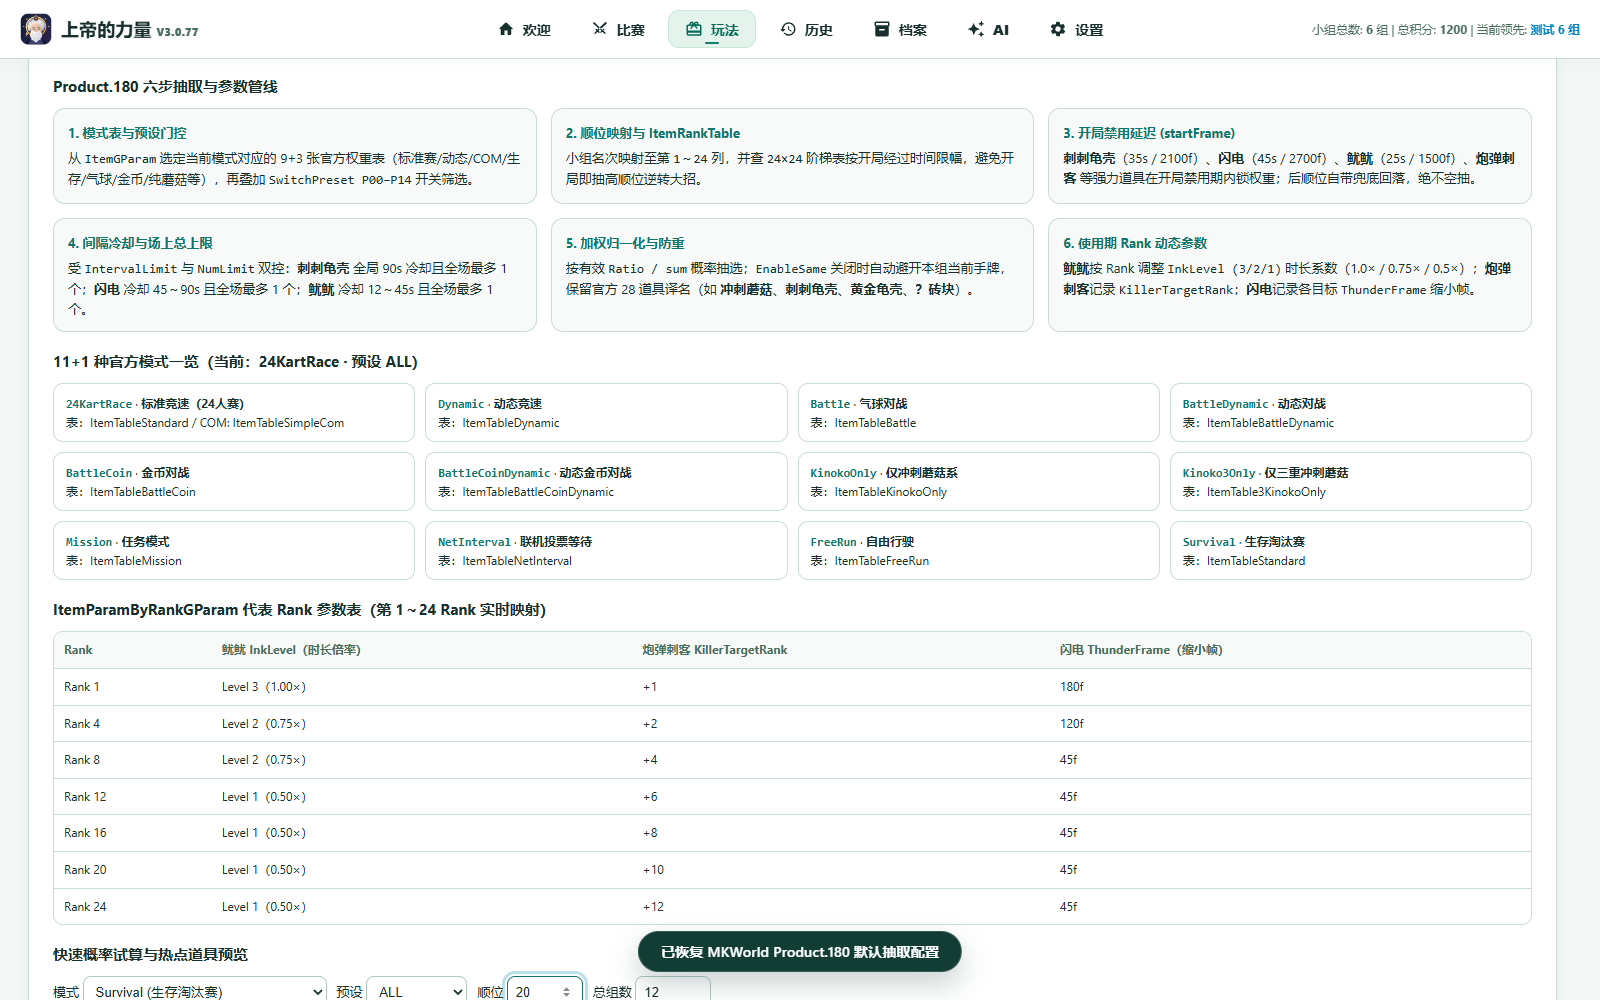 上帝的力量 V3.0.77
欢迎
比赛
玩法
历史
档案
AI
设置
小组总数: 6 组 | 总积分: 1200 | 当前领先: 测试 6 组
Product.180 六步抽取与参数管线
1. 模式表与预设门控
从 ItemGParam 选定当前模式对应的 9+3 张官方权重表（标准赛/动态/COM/生
存/气球/金币/纯蘑菇等），再叠加 SwitchPreset P00–P14 开关筛选。
2. 顺位映射与 ItemRankTable
小组名次映射至第 1～24 列，并查 24×24 阶梯表按开局经过时间限幅，避免开
局即抽高顺位逆转大招。
3. 开局禁用延迟 (startFrame)
刺刺龟壳（35s / 2100f）、闪电（45s / 2700f）、鱿鱿（25s / 1500f）、炮弹刺
客 等强力道具在开局禁用期内锁权重；后顺位自带兜底回落，绝不空抽。
4. 间隔冷却与场上总上限
受 IntervalLimit 与 NumLimit 双控：刺刺龟壳 全局 90s 冷却且全场最多 1
个；闪电 冷却 45～90s 且全场最多 1 个；鱿鱿 冷却 12～45s 且全场最多 1
个。
5. 加权归一化与防重
按有效 Ratio / sum 概率抽选；EnableSame 关闭时自动避开本组当前手牌，
保留官方 28 道具译名（如 冲刺蘑菇、刺刺龟壳、黄金龟壳、？砖块）。
6. 使用期 Rank 动态参数
鱿鱿按 Rank 调整 InkLevel (3/2/1) 时长系数（1.0× / 0.75× / 0.5×）；炮弹
刺客记录 KillerTargetRank；闪电记录各目标 ThunderFrame 缩小帧。
11+1 种官方模式一览（当前：24KartRace · 预设 ALL）
24KartRace · 标准竞速（24人赛）
表：ItemTableStandard / COM: ItemTableSimpleCom
Dynamic · 动态竞速
表：ItemTableDynamic
Battle · 气球对战
表：ItemTableBattle
BattleDynamic · 动态对战
表：ItemTableBattleDynamic
BattleCoin · 金币对战
表：ItemTableBattleCoin
BattleCoinDynamic · 动态金币对战
表：ItemTableBattleCoinDynamic
KinokoOnly · 仅冲刺蘑菇系
表：ItemTableKinokoOnly
Kinoko3Only · 仅三重冲刺蘑菇
表：ItemTable3KinokoOnly
Mission · 任务模式
表：ItemTableMission
NetInterval · 联机投票等待
表：ItemTableNetInterval
FreeRun · 自由行驶
表：ItemTableFreeRun
Survival · 生存淘汰赛
表：ItemTableStandard
ItemParamByRankGParam 代表 Rank 参数表（第 1～24 Rank 实时映射）
Rank 鱿鱿 InkLevel（时长倍率） 炮弹刺客 KillerTargetRank 闪电 ThunderFrame（缩小帧）
Rank 1 Level 3（1.00×） +1 180f
Rank 4 Level 2（0.75×） +2 120f
Rank 8 Level 2（0.75×） +4 45f
Rank 12 Level 1（0.50×） +6 45f
Rank 16 Level 1（0.50×） +8 45f
Rank 20 Level 1（0.50×） +10 45f
Rank 24 Level 1（0.50×） +12 45f
快速概率试算与热点道具预览
已恢复 MKWorld Product.180 默认抽取配置
模式 Survival (生存淘汰赛) 预设 ALL 顺位 20 总组数 12